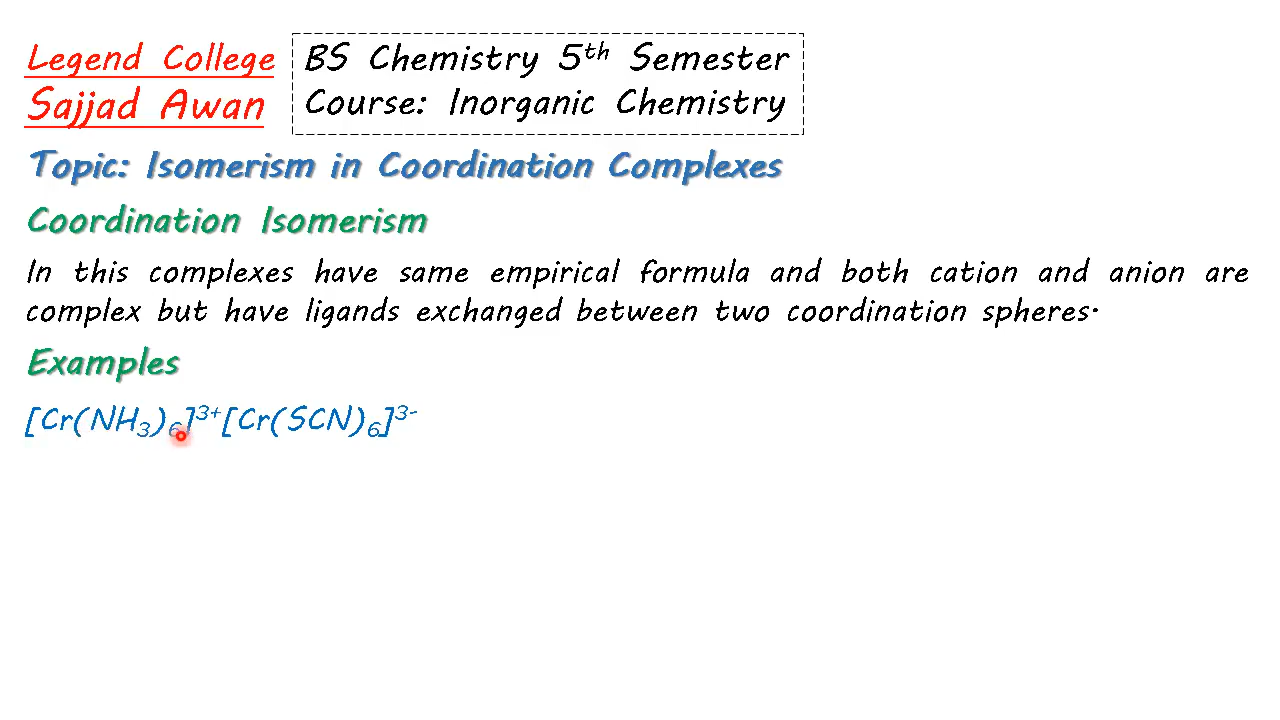 Legend College
Sajjad Awan
BS Chemistry 5th Semester
Course: Inorganic Chemistry
Topic: Isomerism in Coordination Complexes
Coordination Isomerism
In this complexes have same empirical formula and both cation and anion are
complex but have ligands exchanged between two coordination spheres.
Examples
[Cr(NH₃)₆]³⁺[Cr(SCN)₆]³⁻